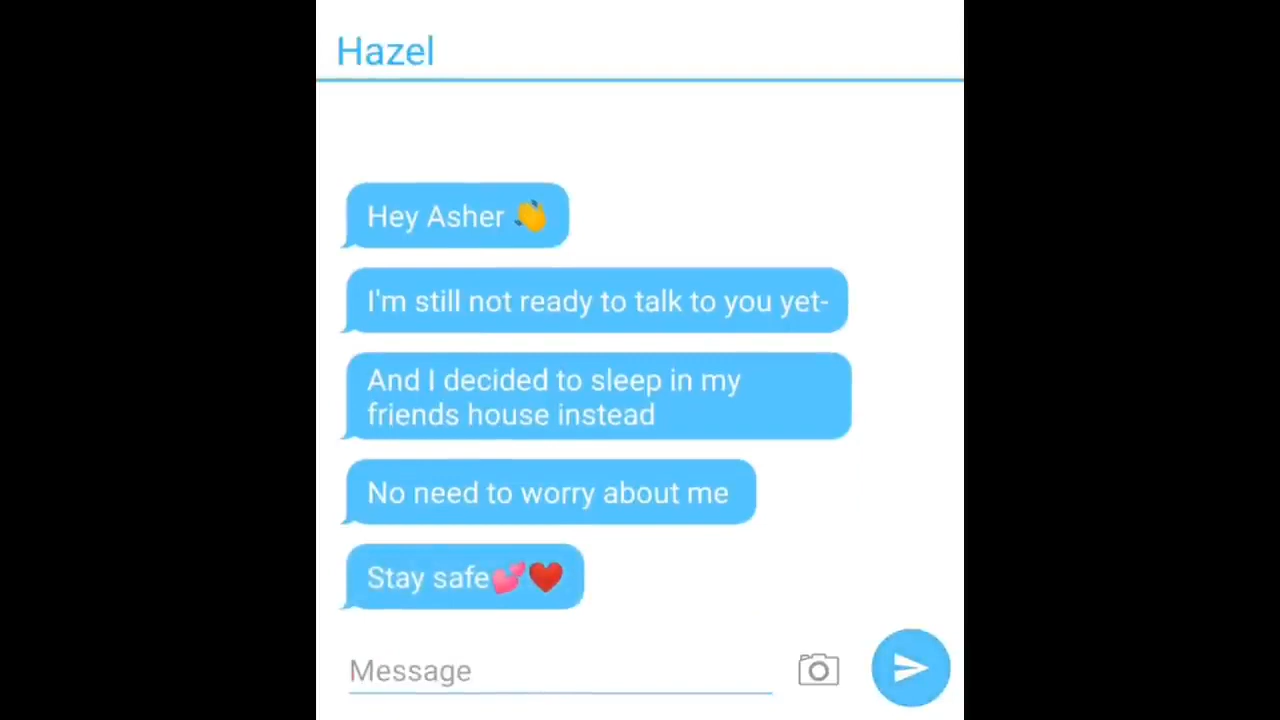 Hazel
Hey Asher 👋
I'm still not ready to talk to you yet-
And I decided to sleep in my
friends house instead
No need to worry about me
Stay safe💕❤️
Message